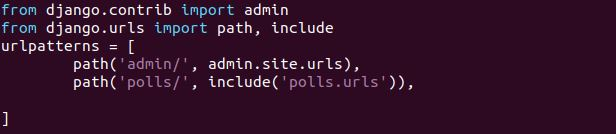 from django.contrib import admin
from django.urls import path, include
urlpatterns = [
        path('admin/', admin.site.urls),
        path('polls/', include('polls.urls')),
]